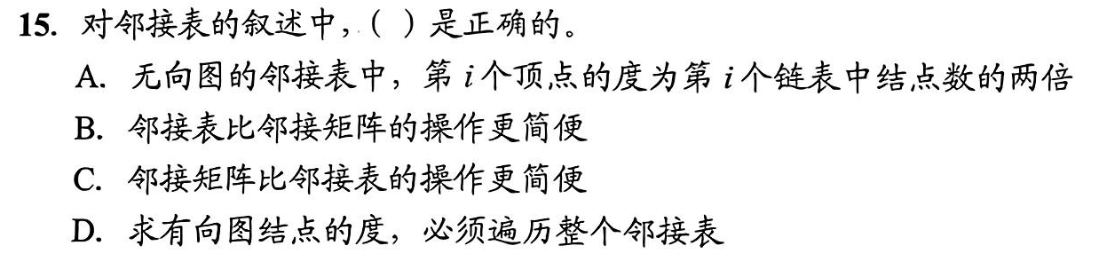 15. 对邻接表的叙述中，（ ）是正确的。
A. 无向图的邻接表中，第 i 个顶点的度为第 i 个链表中结点数的两倍
B. 邻接表比邻接矩阵的操作更简便
C. 邻接矩阵比邻接表的操作更简便
D. 求有向图结点的度，必须遍历整个邻接表